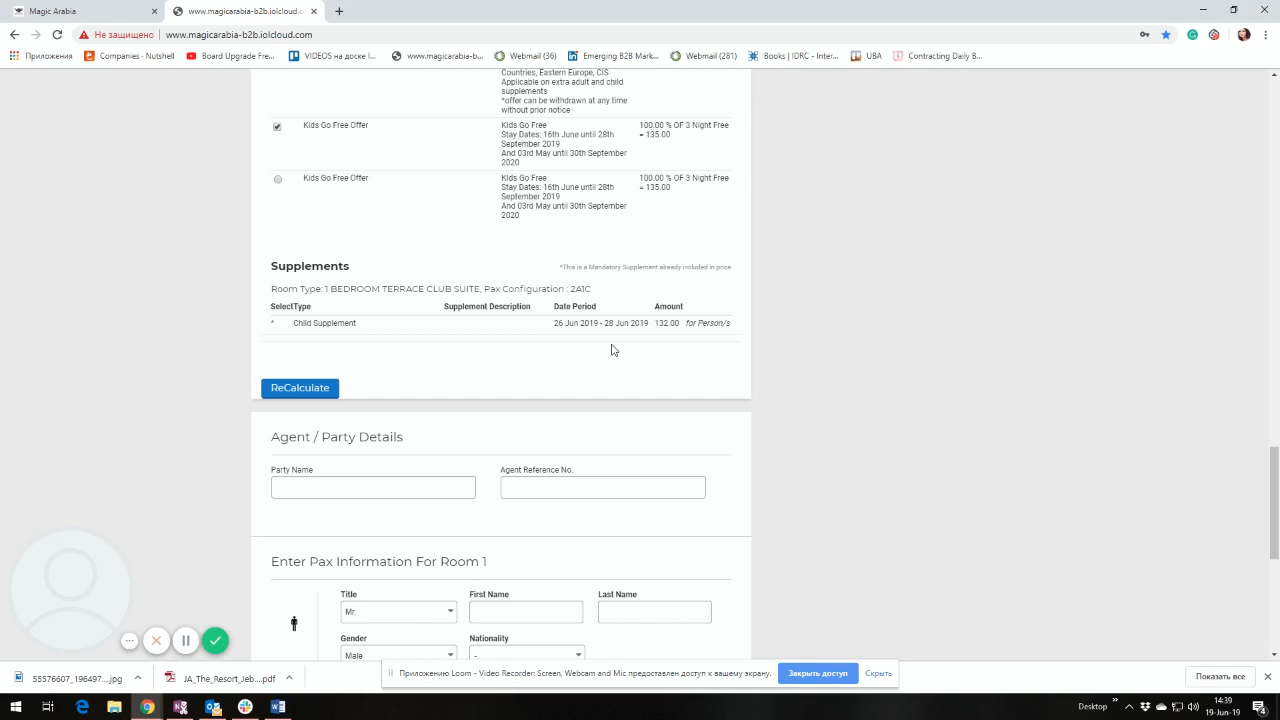 Magic Arabia
www.magicarabia-b2b.iolcloud.com
Не защищено
www.magicarabia-b2b.iolcloud.com
Приложения
Companies - Nutshell
Board Upgrade Fre...
VIDEOS на доске I...
www.magicarabia-b...
Webmail (36)
Emerging B2B Mark...
Webmail (281)
Books | IDRC - Inter...
UBA
Contracting Daily B...
Countries, Eastern Europe, CIS
Applicable on extra adult and child
supplements
*offer can be withdrawn at any time
without prior notice
Kids Go Free Offer
Kids Go Free
Stay Dates: 16th June until 28th
September 2019
And 03rd May until 30th September
2020
100.00 % OF 3 Night Free
= 135.00
Kids Go Free Offer
Kids Go Free
Stay Dates: 16th June until 28th
September 2019
And 03rd May until 30th September
2020
100.00 % OF 3 Night Free
= 135.00
Supplements
*This is a Mandatory Supplement already included in price
Room Type: 1 BEDROOM TERRACE CLUB SUITE, Pax Configuration : 2A1C
SelectType Supplement Description Date Period Amount
* Child Supplement 26 Jun 2019 - 28 Jun 2019 132.00 for Person/s
ReCalculate
Agent / Party Details
Party Name
Agent Reference No.
Enter Pax Information For Room 1
Title
First Name
Last Name
Mr.
Gender
Nationality
Male
-
55576607_196497....jpg
JA_The_Resort_Jeb....pdf
Приложению Loom - Video Recorder: Screen, Webcam and Mic предоставлен доступ к вашему экрану.
Закрыть доступ
Скрыть
Показать все
Desktop
14:39
19-Jun-19
4